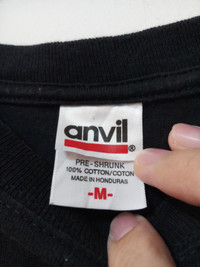 anvil®
PRE-SHRUNK
100% COTTON/COTON
MADE IN HONDURAS
-M-